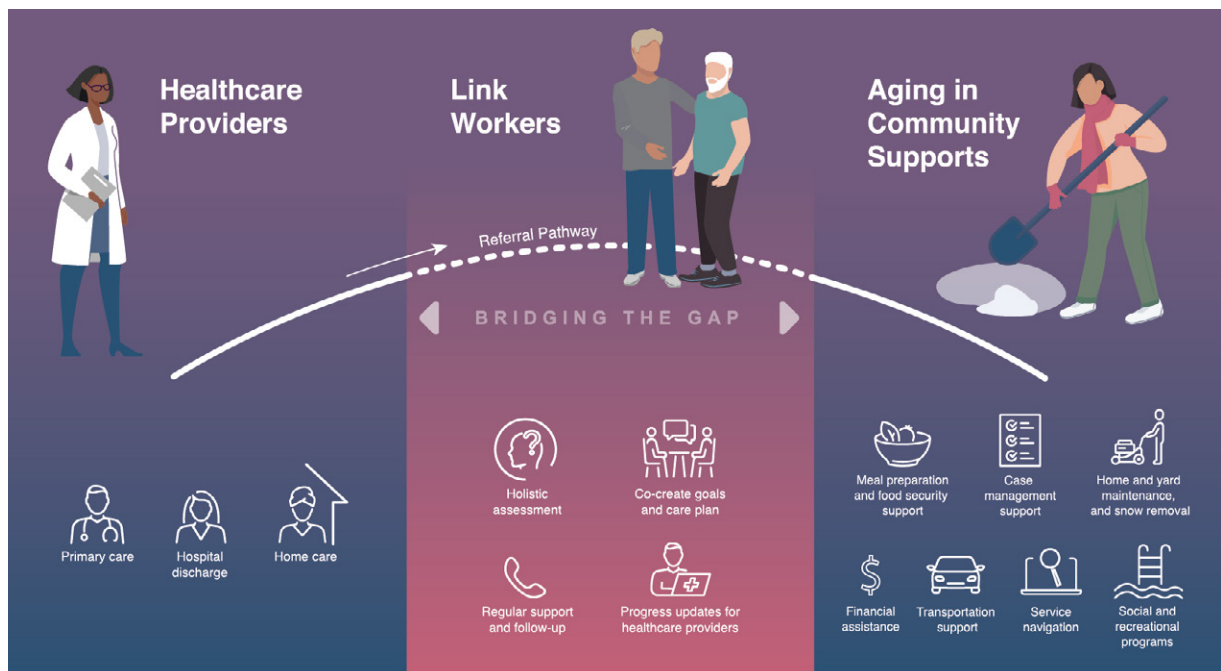 Healthcare
Providers
Link
Workers
Aging in
Community
Supports
Referral Pathway
BRIDGING THE GAP
Primary care
Hospital
discharge
Home care
Holistic
assessment
Co-create goals
and care plan
Regular support
and follow-up
Progress updates for
healthcare providers
Meal preparation
and food security
support
Case
management
support
Home and yard
maintenance,
and snow removal
Financial
assistance
Transportation
support
Service
navigation
Social and
recreational
programs